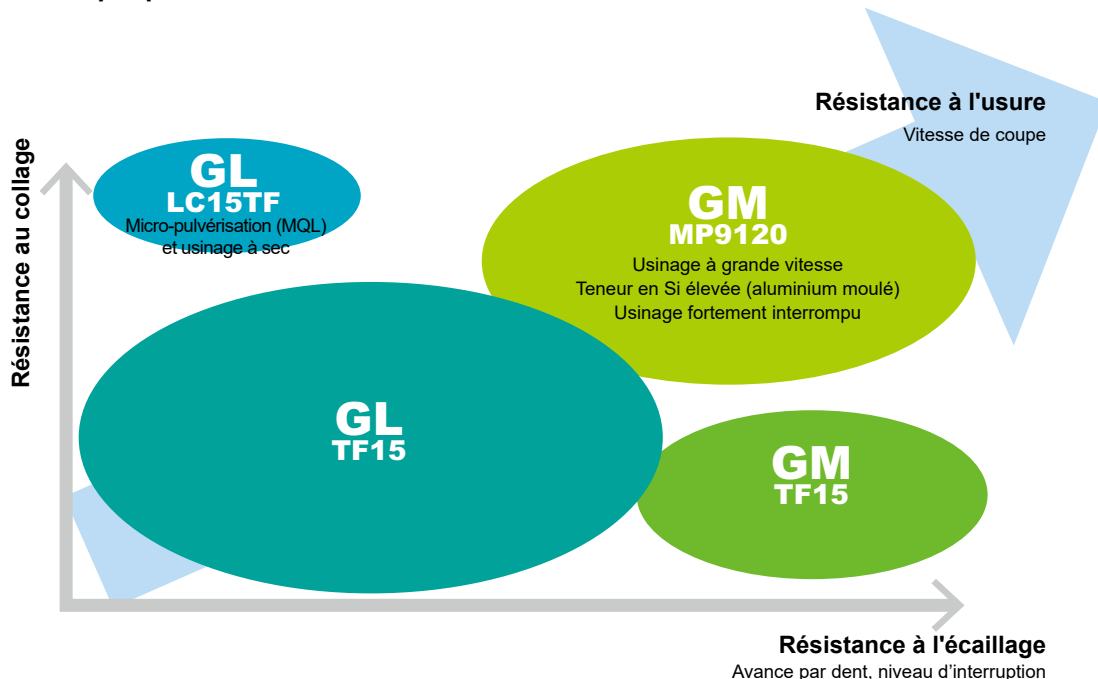 Résistance à l'usure
Vitesse de coupe
Résistance au collage
GL
LC15TF
Micro-pulvérisation (MQL)
et usinage à sec
GM
MP9120
Usinage à grande vitesse
Teneur en Si élevée (aluminium moulé)
Usinage fortement interrompu
GL
TF15
GM
TF15
Résistance à l'écaillage
Avance par dent, niveau d’interruption